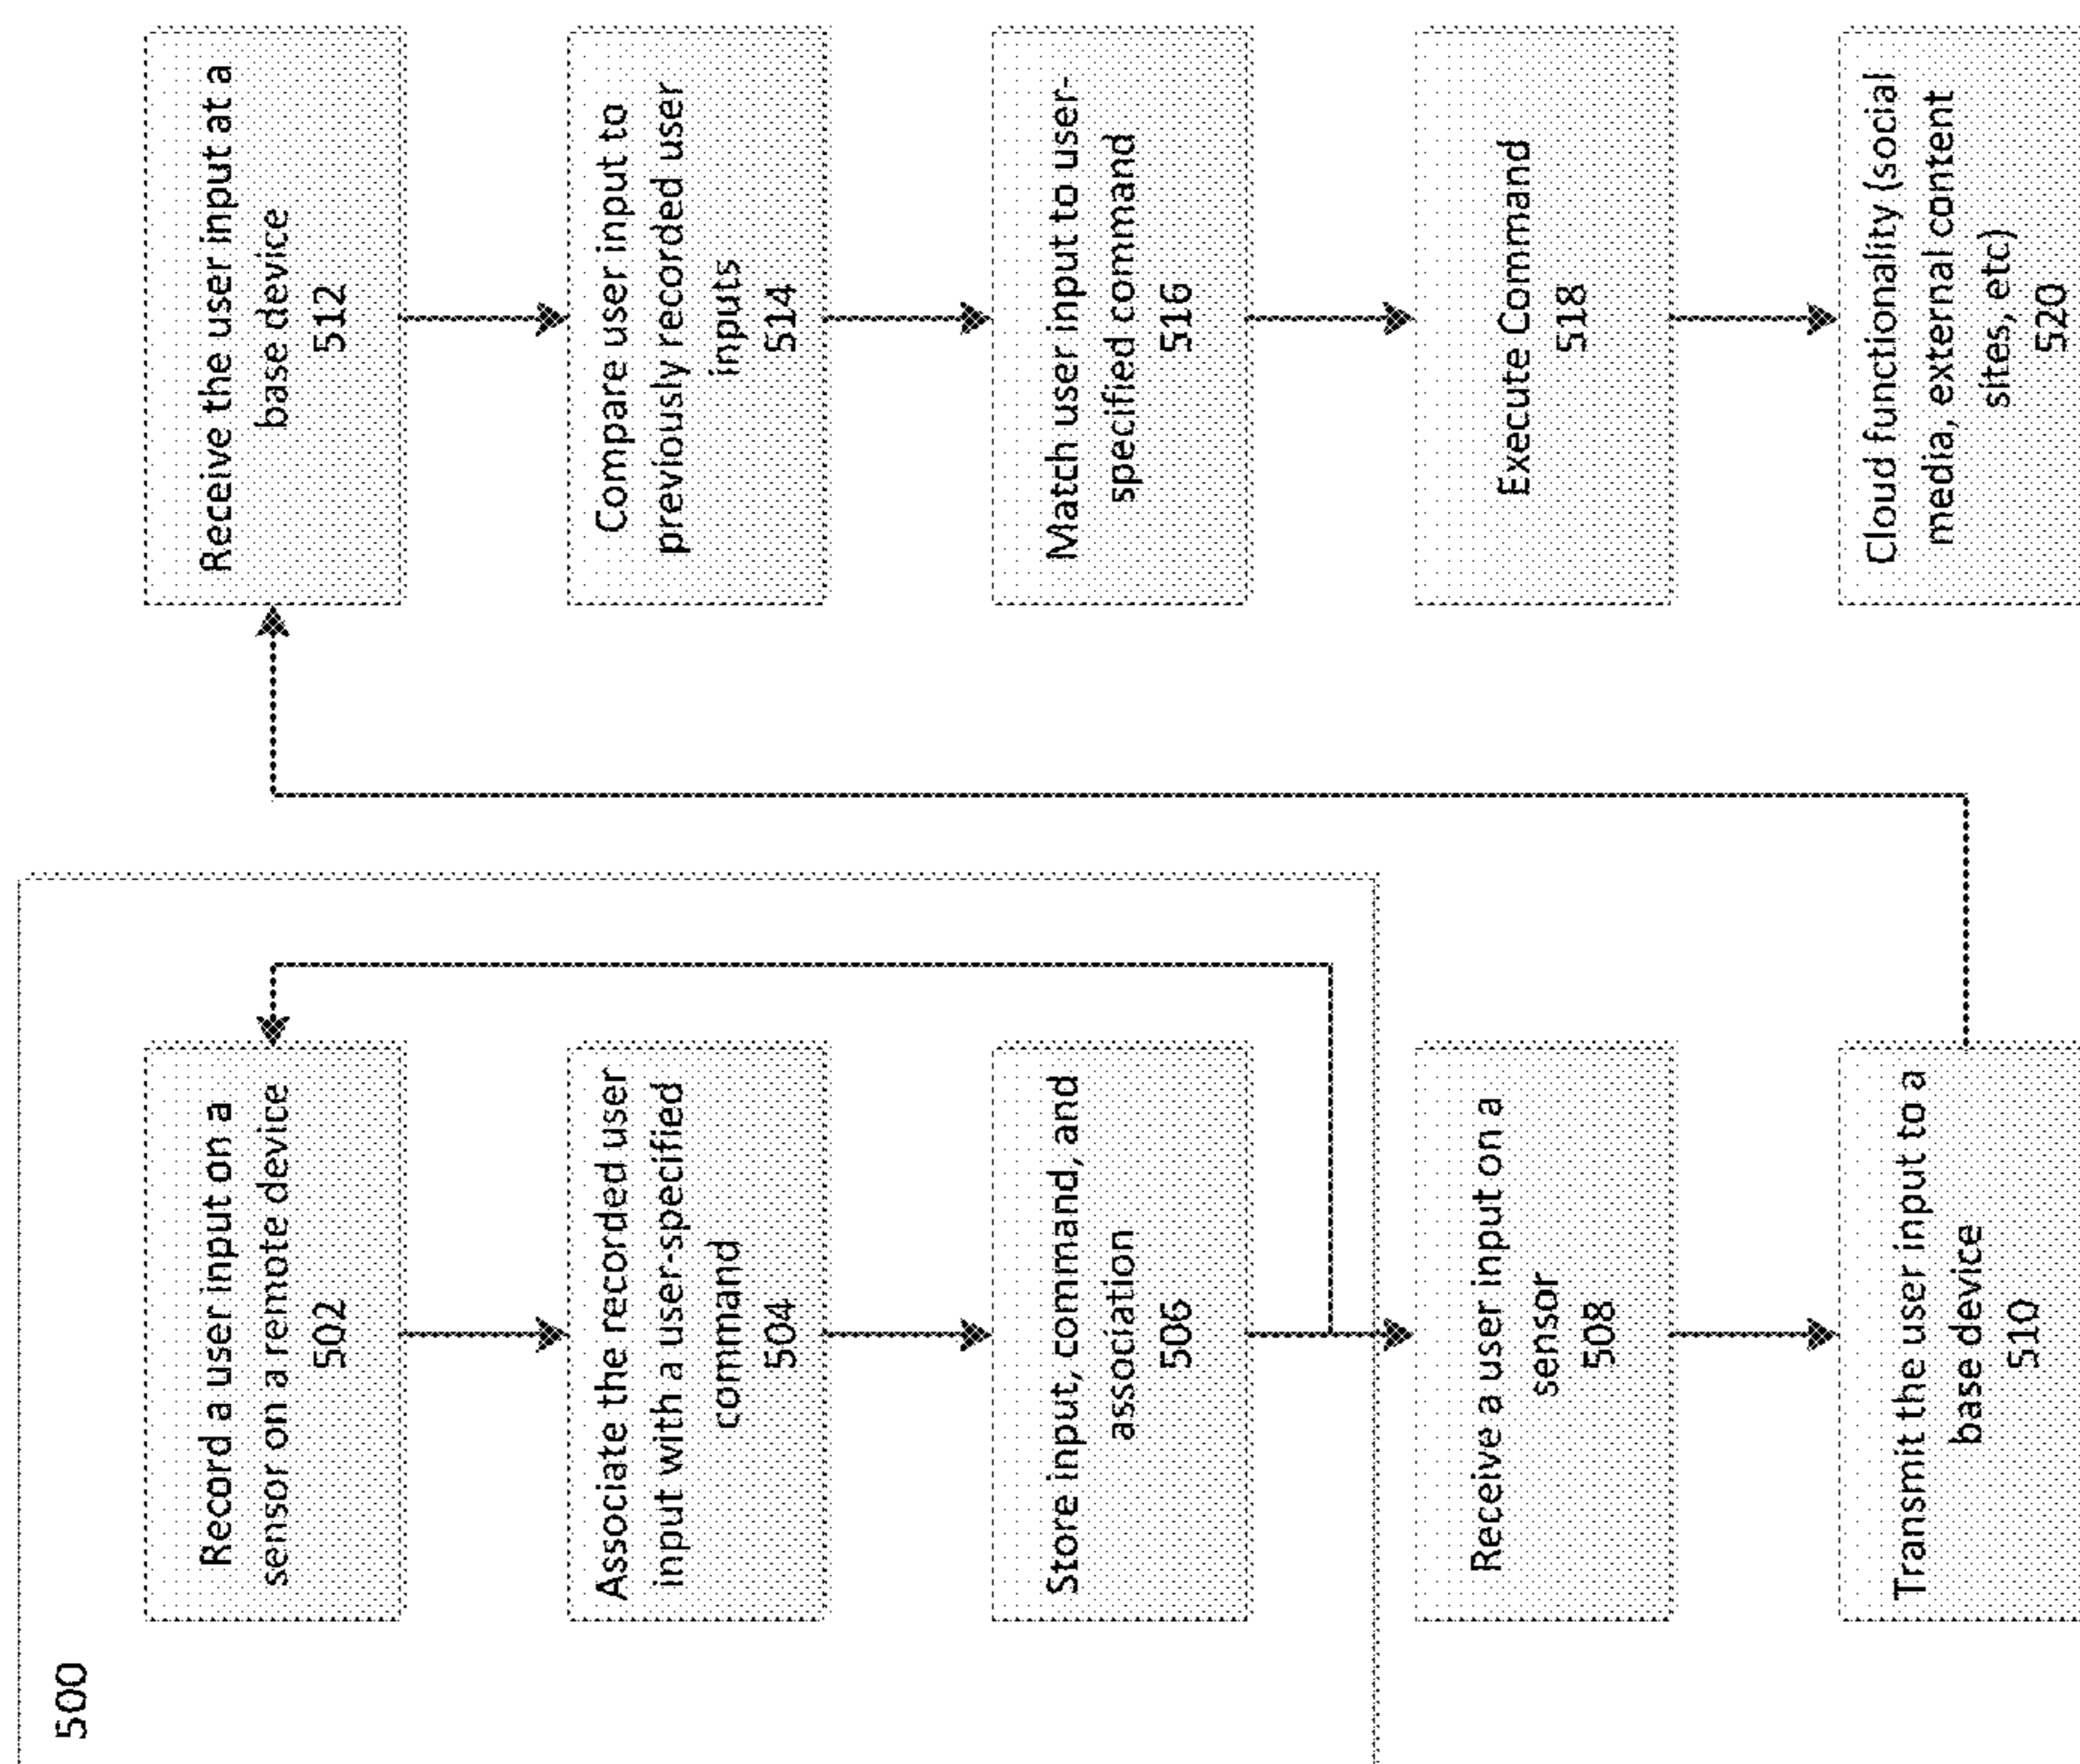 500
Record a user input on a
sensor on a remote device
502
Associate the recorded user
input with a user-specified
command
504
Store input, command, and
association
506
Receive a user input on a
sensor
508
Transmit the user input to a
base device
510
Receive the user input at a
base device
512
Compare user input to
previously recorded user
inputs
514
Match user input to user-
specified command
516
Execute Command
518
Cloud functionality (social
media, external content
sites, etc)
520